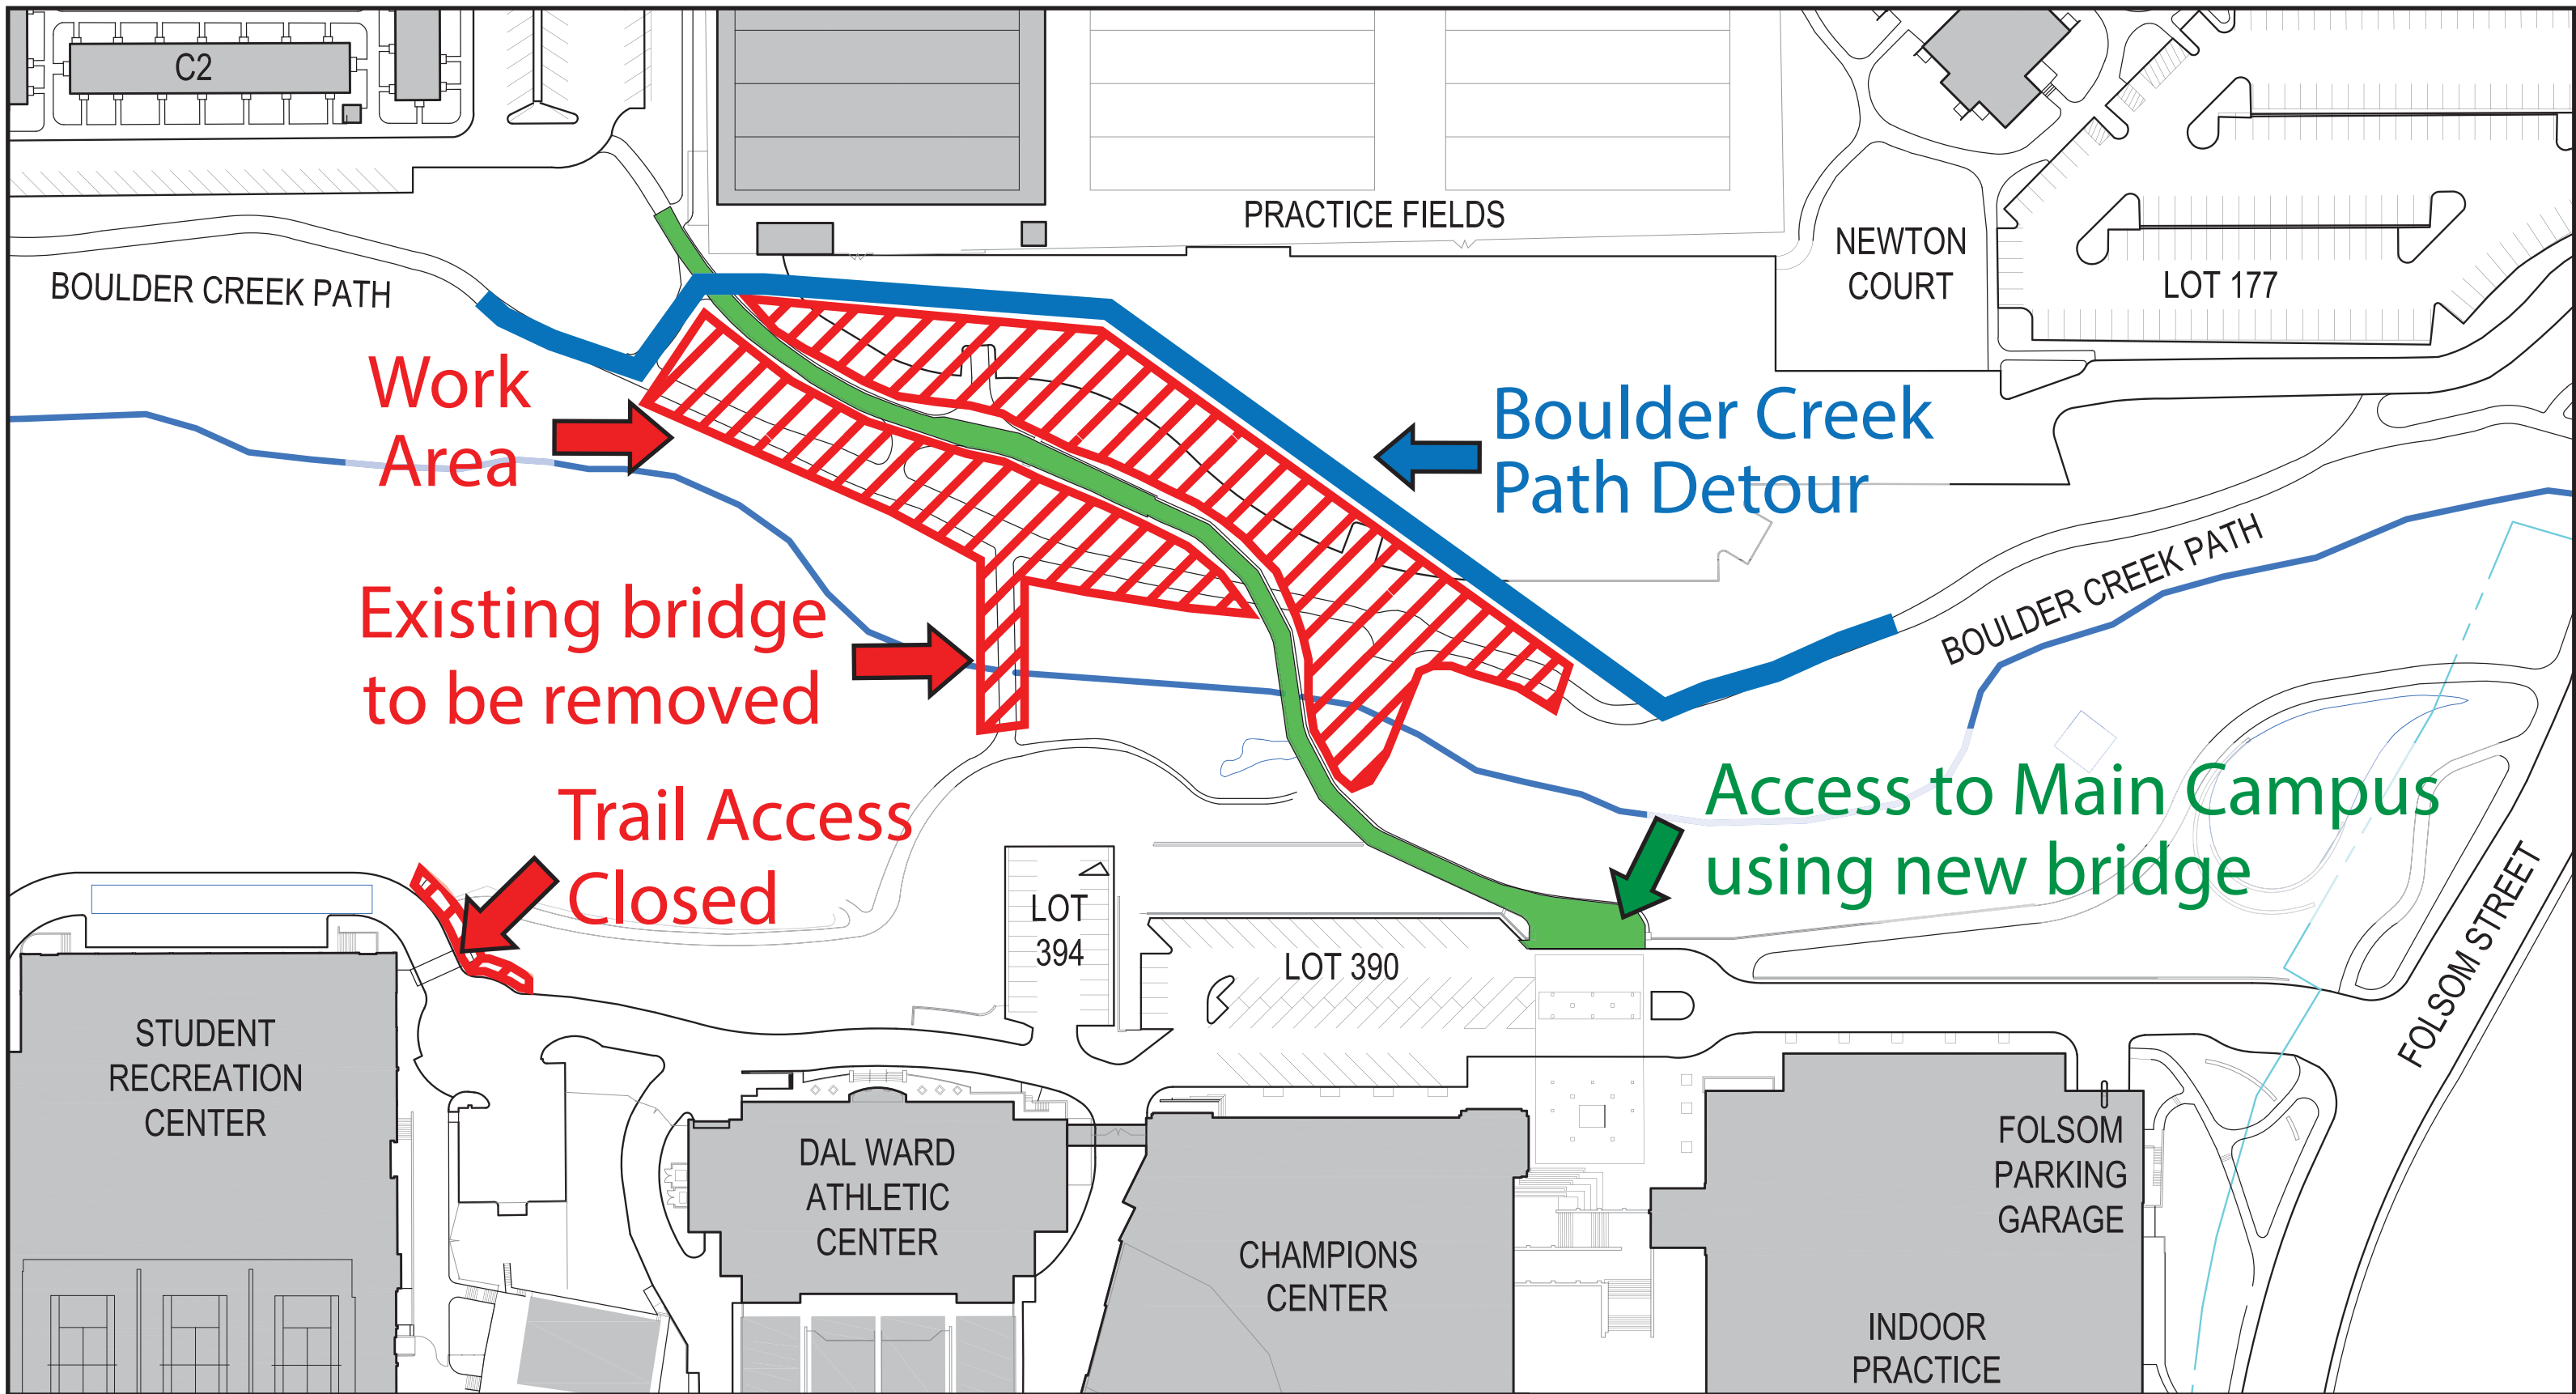 C2
PRACTICE FIELDS
NEWTON
COURT
LOT 177
BOULDER CREEK PATH
Work
Area
Boulder Creek
Path Detour
BOULDER CREEK PATH
Existing bridge
to be removed
Trail Access
Closed
Access to Main Campus
using new bridge
LOT
394
LOT 390
FOLSOM STREET
STUDENT
RECREATION
CENTER
DAL WARD
ATHLETIC
CENTER
CHAMPIONS
CENTER
FOLSOM
PARKING
GARAGE
INDOOR
PRACTICE